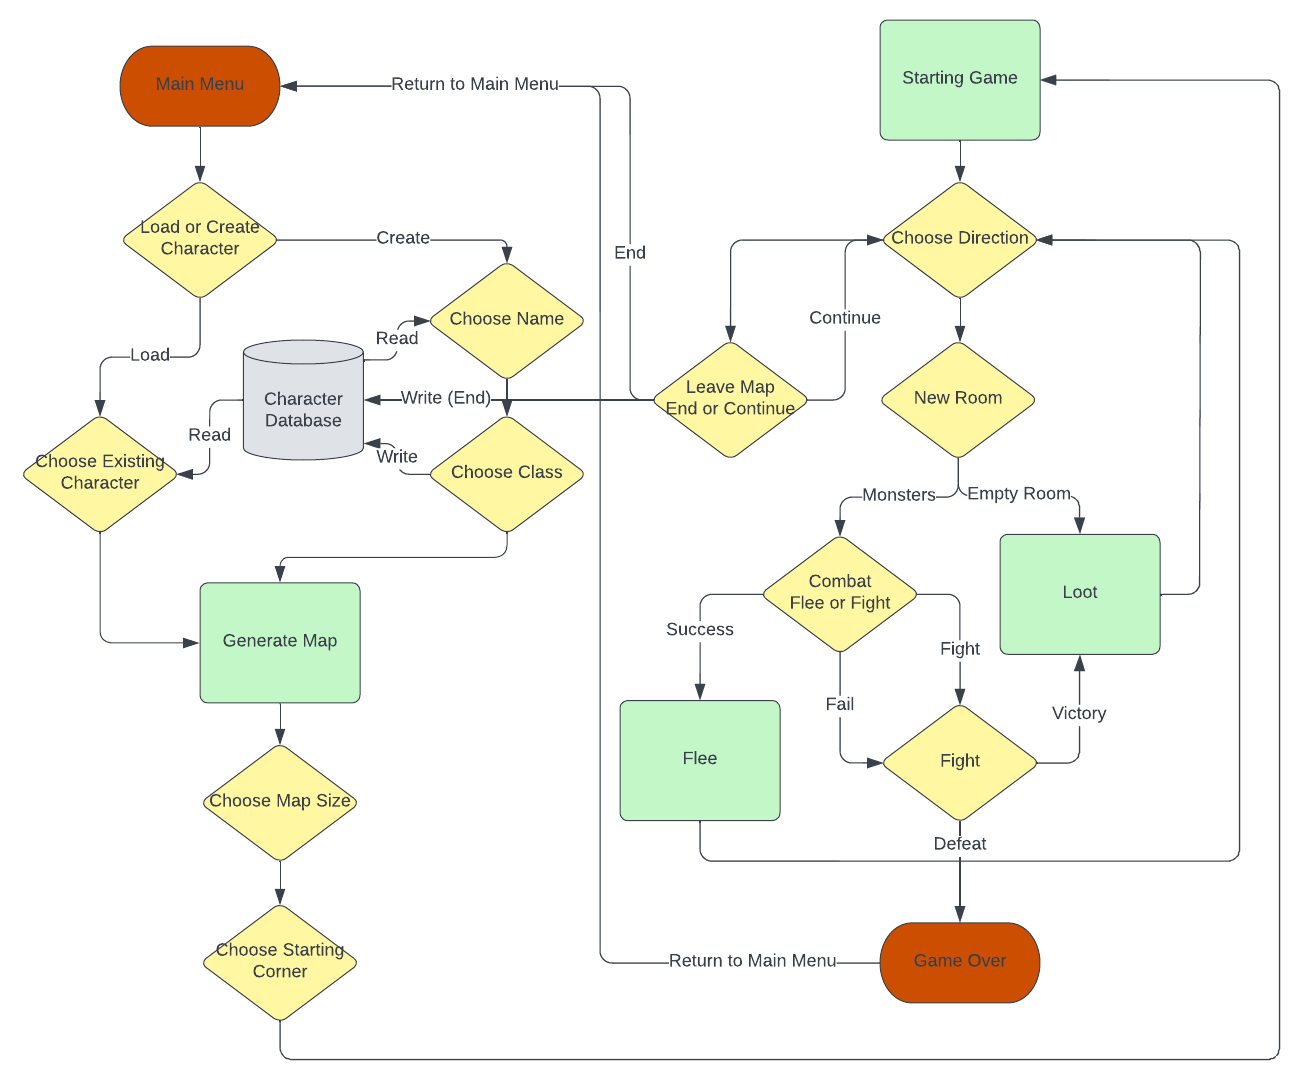 Main Menu
Return to Main Menu
Starting Game
Load or Create
Character
Create
End
Choose Direction
Choose Name
Continue
Read
Load
Leave Map
End or Continue
New Room
Character
Database
Write (End)
Read
Write
Choose Existing
Character
Choose Class
Monsters
Empty Room
Combat
Flee or Fight
Loot
Success
Generate Map
Fight
Fail
Victory
Flee
Fight
Choose Map Size
Defeat
Choose Starting
Corner
Return to Main Menu
Game Over